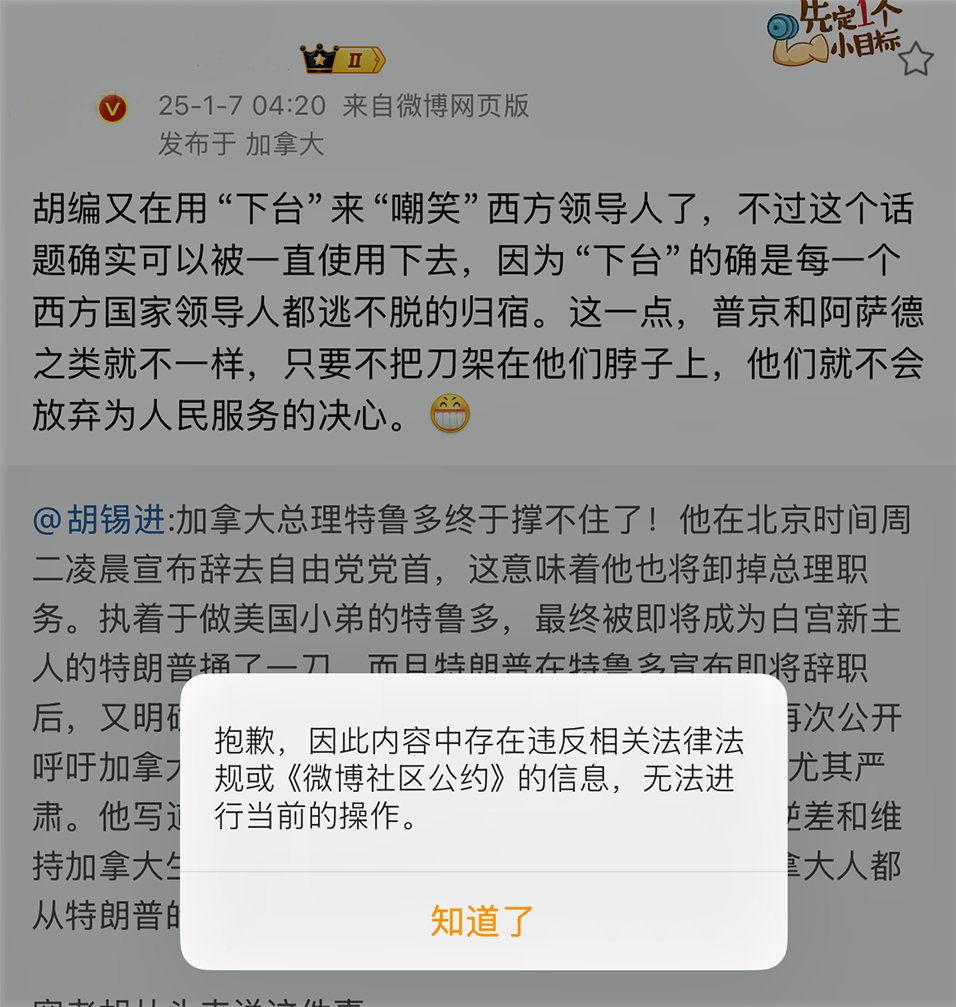 先定1个
小目标
II
V
25-1-7 04:20 来自微博网页版
发布于 加拿大
胡编又在用“下台”来“嘲笑”西方领导人了，不过这个话
题确实可以被一直使用下去，因为“下台”的确是每一个
西方国家领导人都逃不脱的归宿。这一点，普京和阿萨德
之类就不一样，只要不把刀架在他们脖子上，他们就不会
放弃为人民服务的决心。
@胡锡进:加拿大总理特鲁多终于撑不住了！他在北京时间周
二凌晨宣布辞去自由党党首，这意味着他也将卸掉总理职
务。执着于做美国小弟的特鲁多，最终被即将成为白宫新主
人的特朗普捅了一刀，而且特朗普在特鲁多宣布即将辞职
后，又明 再次公开
呼吁加拿大 尤其严
肃。他写道 逆差和维
持加拿大生 拿大人都
从特朗普的
抱歉，因此内容中存在违反相关法律法
规或《微博社区公约》的信息，无法进
行当前的操作。
知道了